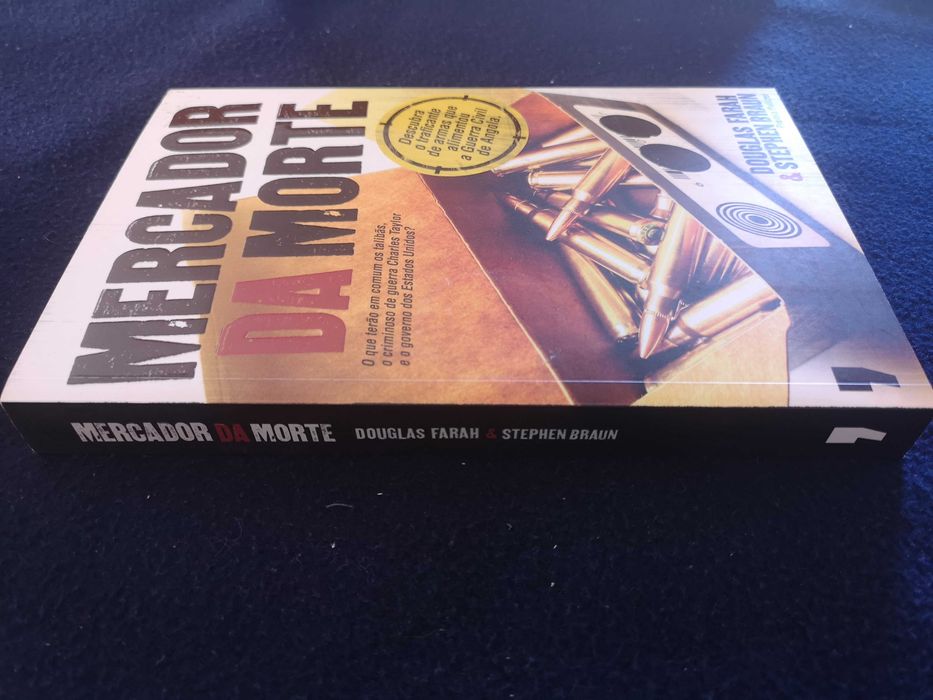 MERCADOR
DA MORTE
Descubra
o traficante
de armas que
alimentou
a Guerra Civil
de Angola.
O que terão em comum os talibãs,
o criminoso de guerra Charles Taylor
e o governo dos Estados Unidos?
DOUGLAS FARAH
& STEPHEN BRAUN
MERCADOR DA MORTE DOUGLAS FARAH & STEPHEN BRAUN